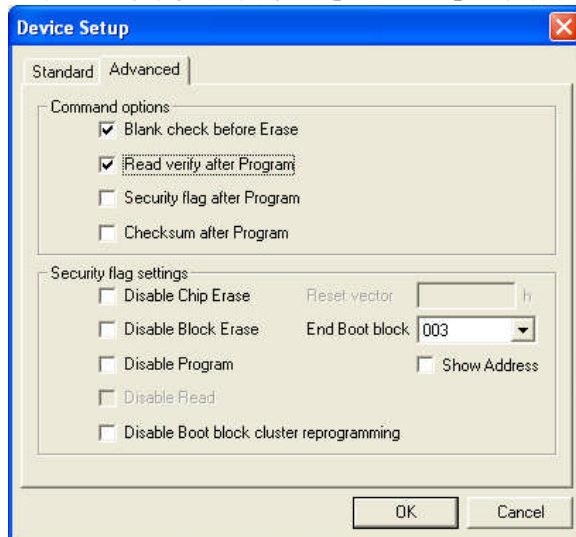 Device Setup
Standard Advanced
Command options
Blank check before Erase
Read verify after Program
Security flag after Program
Checksum after Program
Security flag settings
Disable Chip Erase Reset vector h
Disable Block Erase End Boot block 003
Disable Program Show Address
Disable Read
Disable Boot block cluster reprogramming
OK Cancel